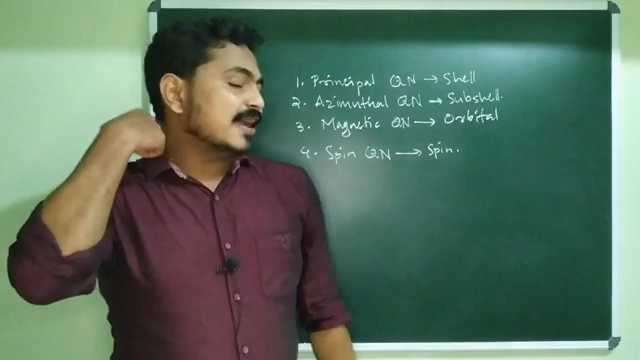 1. Principal QN → Shell
2. Azimuthal QN → Subshell.
3. Magnetic QN → Orbital
4. Spin QN → Spin.